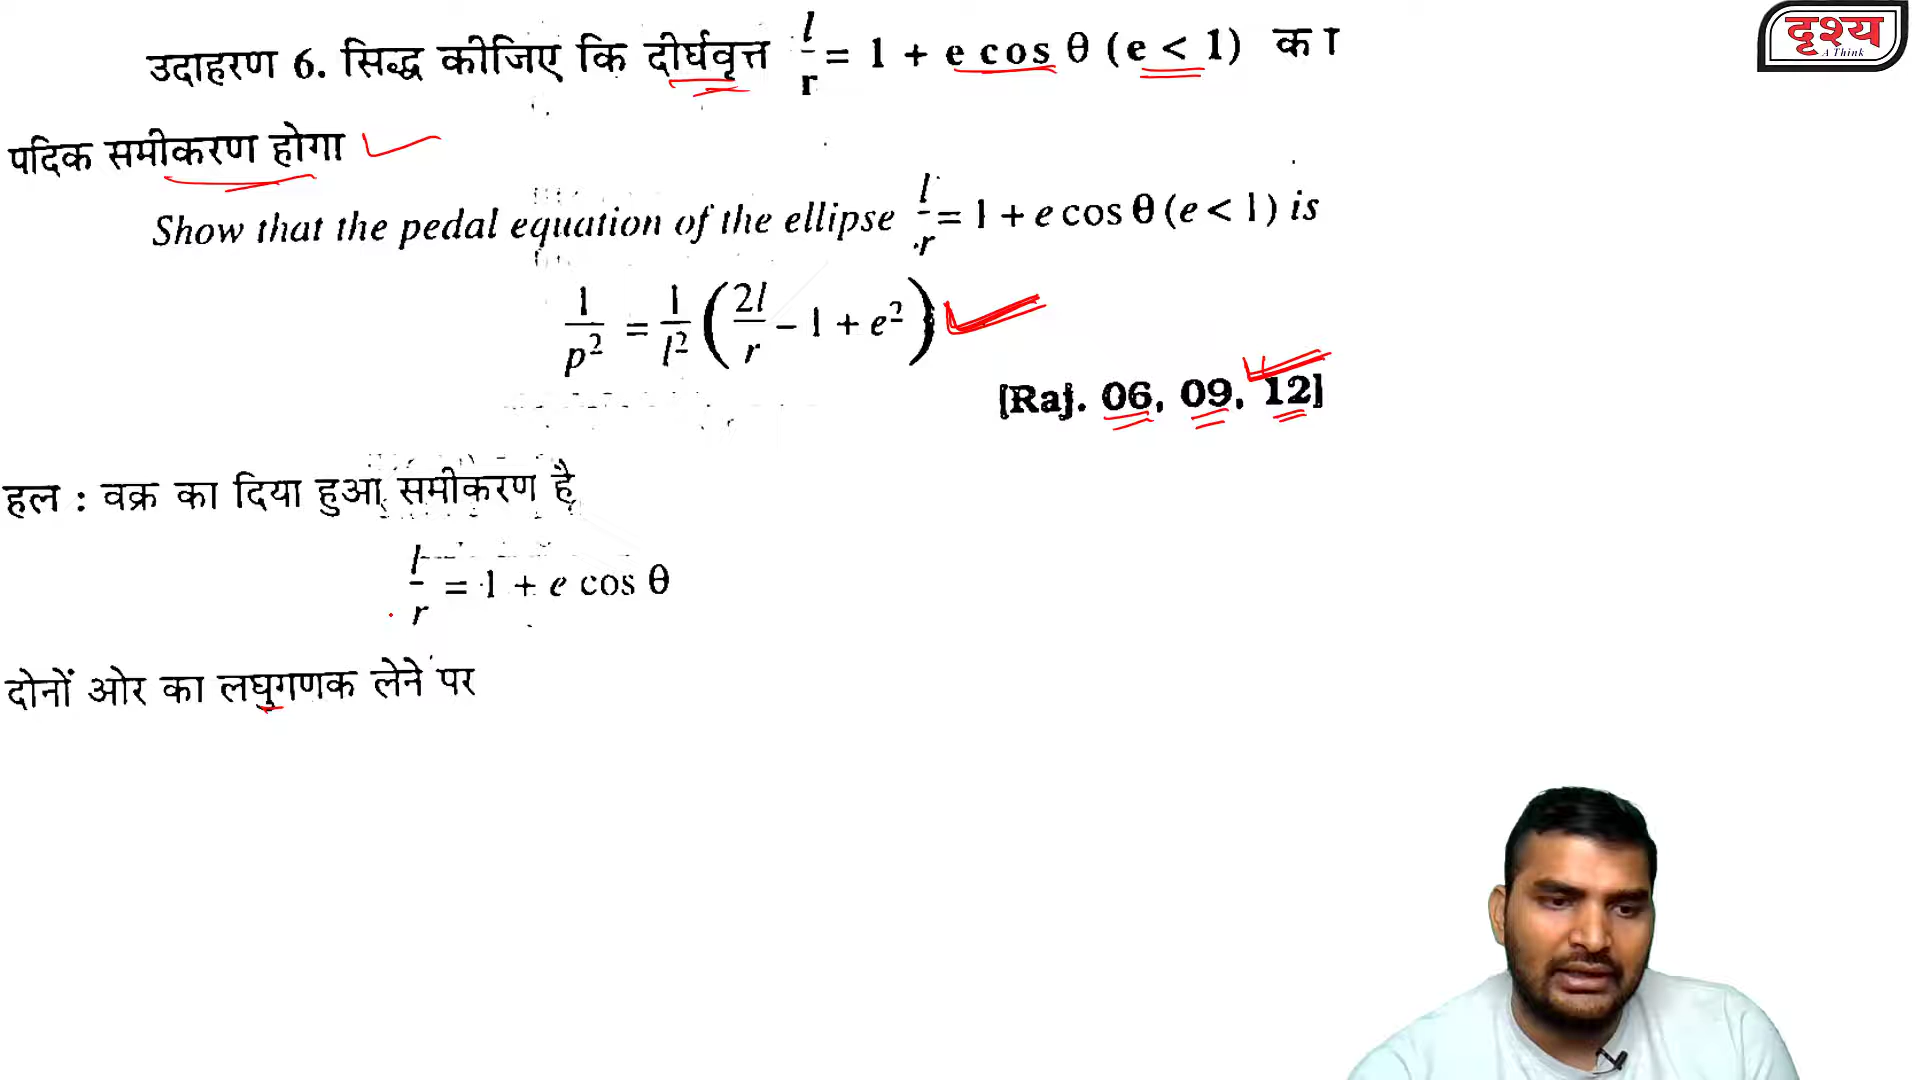 दृश्य
A Think
उदाहरण 6. सिद्ध कीजिए कि दीर्घवृत्त l/r = 1 + e cos θ (e < 1) का
पदिक समीकरण होगा
Show that the pedal equation of the ellipse l/r = 1 + e cos θ (e < 1) is
1/p² = 1/l² (2l/r − 1 + e²)
[Raj. 06, 09, 12]
हल : वक्र का दिया हुआ समीकरण है
l/r = 1 + e cos θ
दोनों ओर का लघुगणक लेने पर